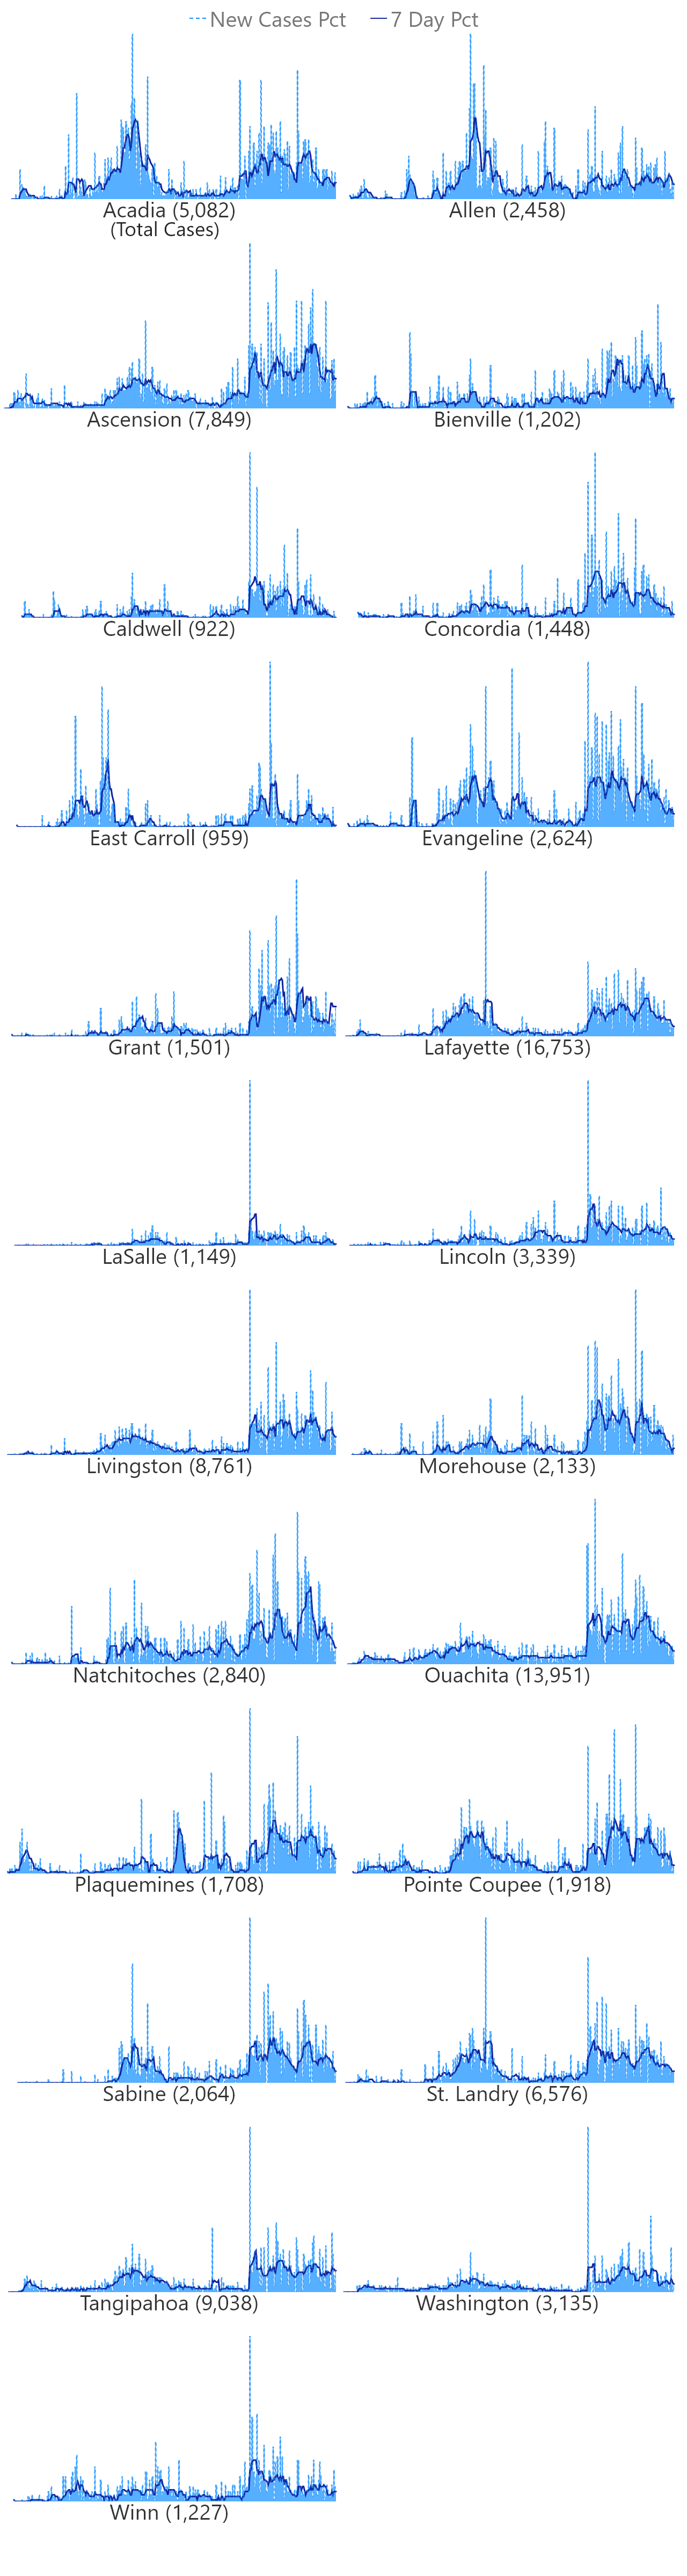 New Cases Pct 7 Day Pct
Acadia (5,082) Allen (2,458)
(Total Cases)
Ascension (7,849) Bienville (1,202)
Caldwell (922) Concordia (1,448)
East Carroll (959) Evangeline (2,624)
Grant (1,501) Lafayette (16,753)
LaSalle (1,149) Lincoln (3,339)
Livingston (8,761) Morehouse (2,133)
Natchitoches (2,840) Ouachita (13,951)
Plaquemines (1,708) Pointe Coupee (1,918)
Sabine (2,064) St. Landry (6,576)
Tangipahoa (9,038) Washington (3,135)
Winn (1,227)